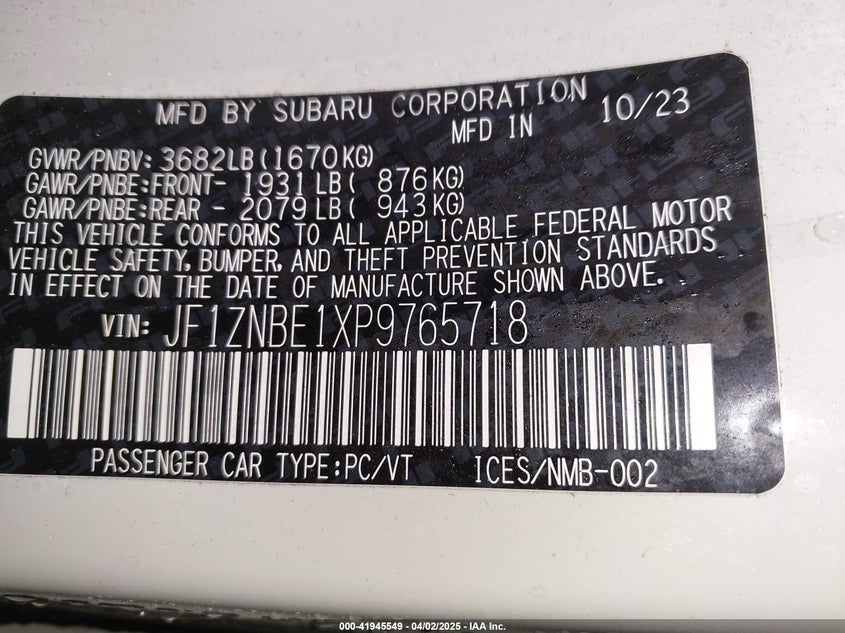 MFD BY SUBARU CORPORATION
MFD IN 10/23
GVWR/PNBV: 3682LB(1670KG)
GAWR/PNBE:FRONT- 1931LB( 876KG)
GAWR/PNBE:REAR - 2079LB( 943KG)
THIS VEHICLE CONFORMS TO ALL APPLICABLE FEDERAL MOTOR
VEHICLE SAFETY, BUMPER, AND THEFT PREVENTION STANDARDS
IN EFFECT ON THE DATE OF MANUFACTURE SHOWN ABOVE.
VIN: JF1ZNBE1XP9765718
PASSENGER CAR TYPE:PC/VT ICES/NMB-002
000-41945549 - 04/02/2025 - IAA Inc.